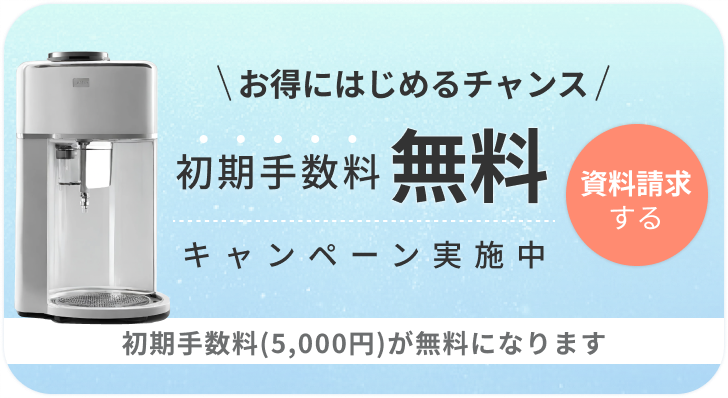 \お得にはじめるチャンス/
初期手数料無料
キャンペーン実施中
資料請求
する
初期手数料(5,000円)が無料になります